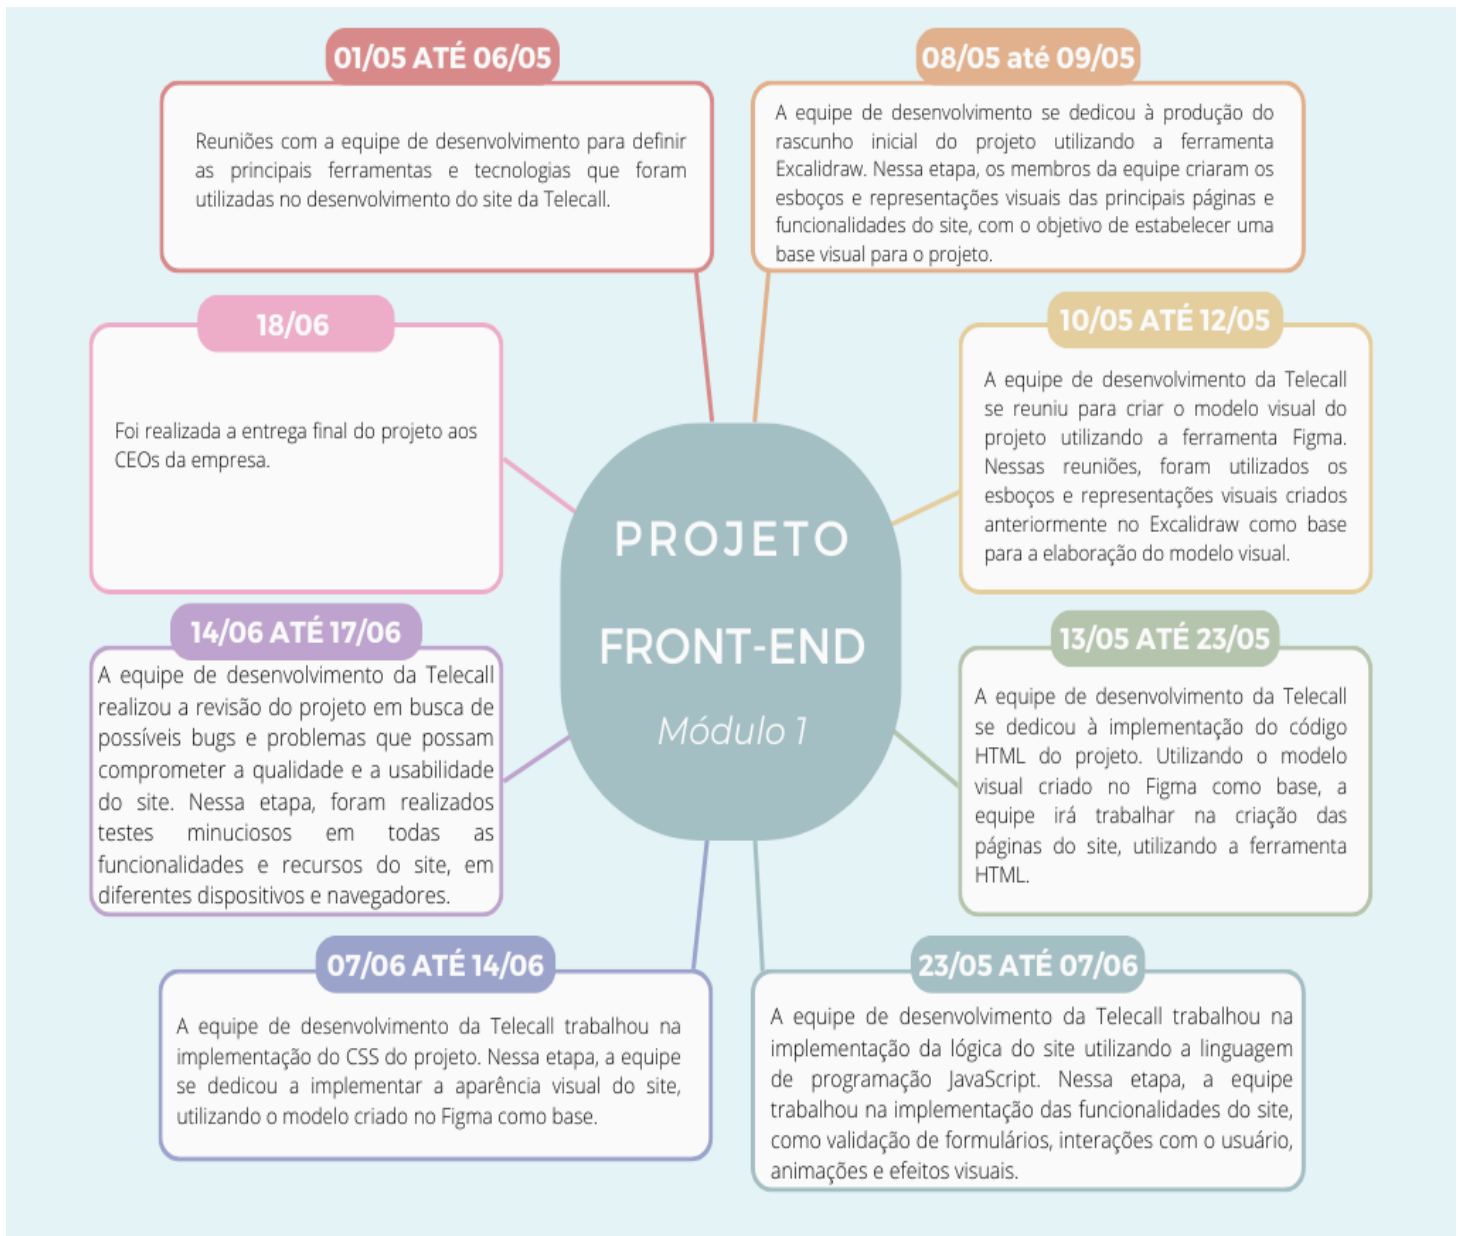 01/05 ATÉ 06/05
Reuniões com a equipe de desenvolvimento para definir
as principais ferramentas e tecnologias que foram
utilizadas no desenvolvimento do site da Telecall.
08/05 até 09/05
A equipe de desenvolvimento se dedicou à produção do
rascunho inicial do projeto utilizando a ferramenta
Excalidraw. Nessa etapa, os membros da equipe criaram os
esboços e representações visuais das principais páginas e
funcionalidades do site, com o objetivo de estabelecer uma
base visual para o projeto.
10/05 ATÉ 12/05
A equipe de desenvolvimento da Telecall
se reuniu para criar o modelo visual do
projeto utilizando a ferramenta Figma.
Nessas reuniões, foram utilizados os
esboços e representações visuais criados
anteriormente no Excalidraw como base
para a elaboração do modelo visual.
13/05 ATÉ 23/05
A equipe de desenvolvimento da Telecall
se dedicou à implementação do código
HTML do projeto. Utilizando o modelo
visual criado no Figma como base, a
equipe irá trabalhar na criação das
páginas do site, utilizando a ferramenta
HTML.
23/05 ATÉ 07/06
A equipe de desenvolvimento da Telecall trabalhou na
implementação da lógica do site utilizando a linguagem
de programação JavaScript. Nessa etapa, a equipe
trabalhou na implementação das funcionalidades do site,
como validação de formulários, interações com o usuário,
animações e efeitos visuais.
07/06 ATÉ 14/06
A equipe de desenvolvimento da Telecall trabalhou na
implementação do CSS do projeto. Nessa etapa, a equipe
se dedicou a implementar a aparência visual do site,
utilizando o modelo criado no Figma como base.
14/06 ATÉ 17/06
A equipe de desenvolvimento da Telecall
realizou a revisão do projeto em busca de
possíveis bugs e problemas que possam
comprometer a qualidade e a usabilidade
do site. Nessa etapa, foram realizados
testes minuciosos em todas as
funcionalidades e recursos do site, em
diferentes dispositivos e navegadores.
18/06
Foi realizada a entrega final do projeto aos
CEOs da empresa.
PROJETO
FRONT-END
Módulo 1